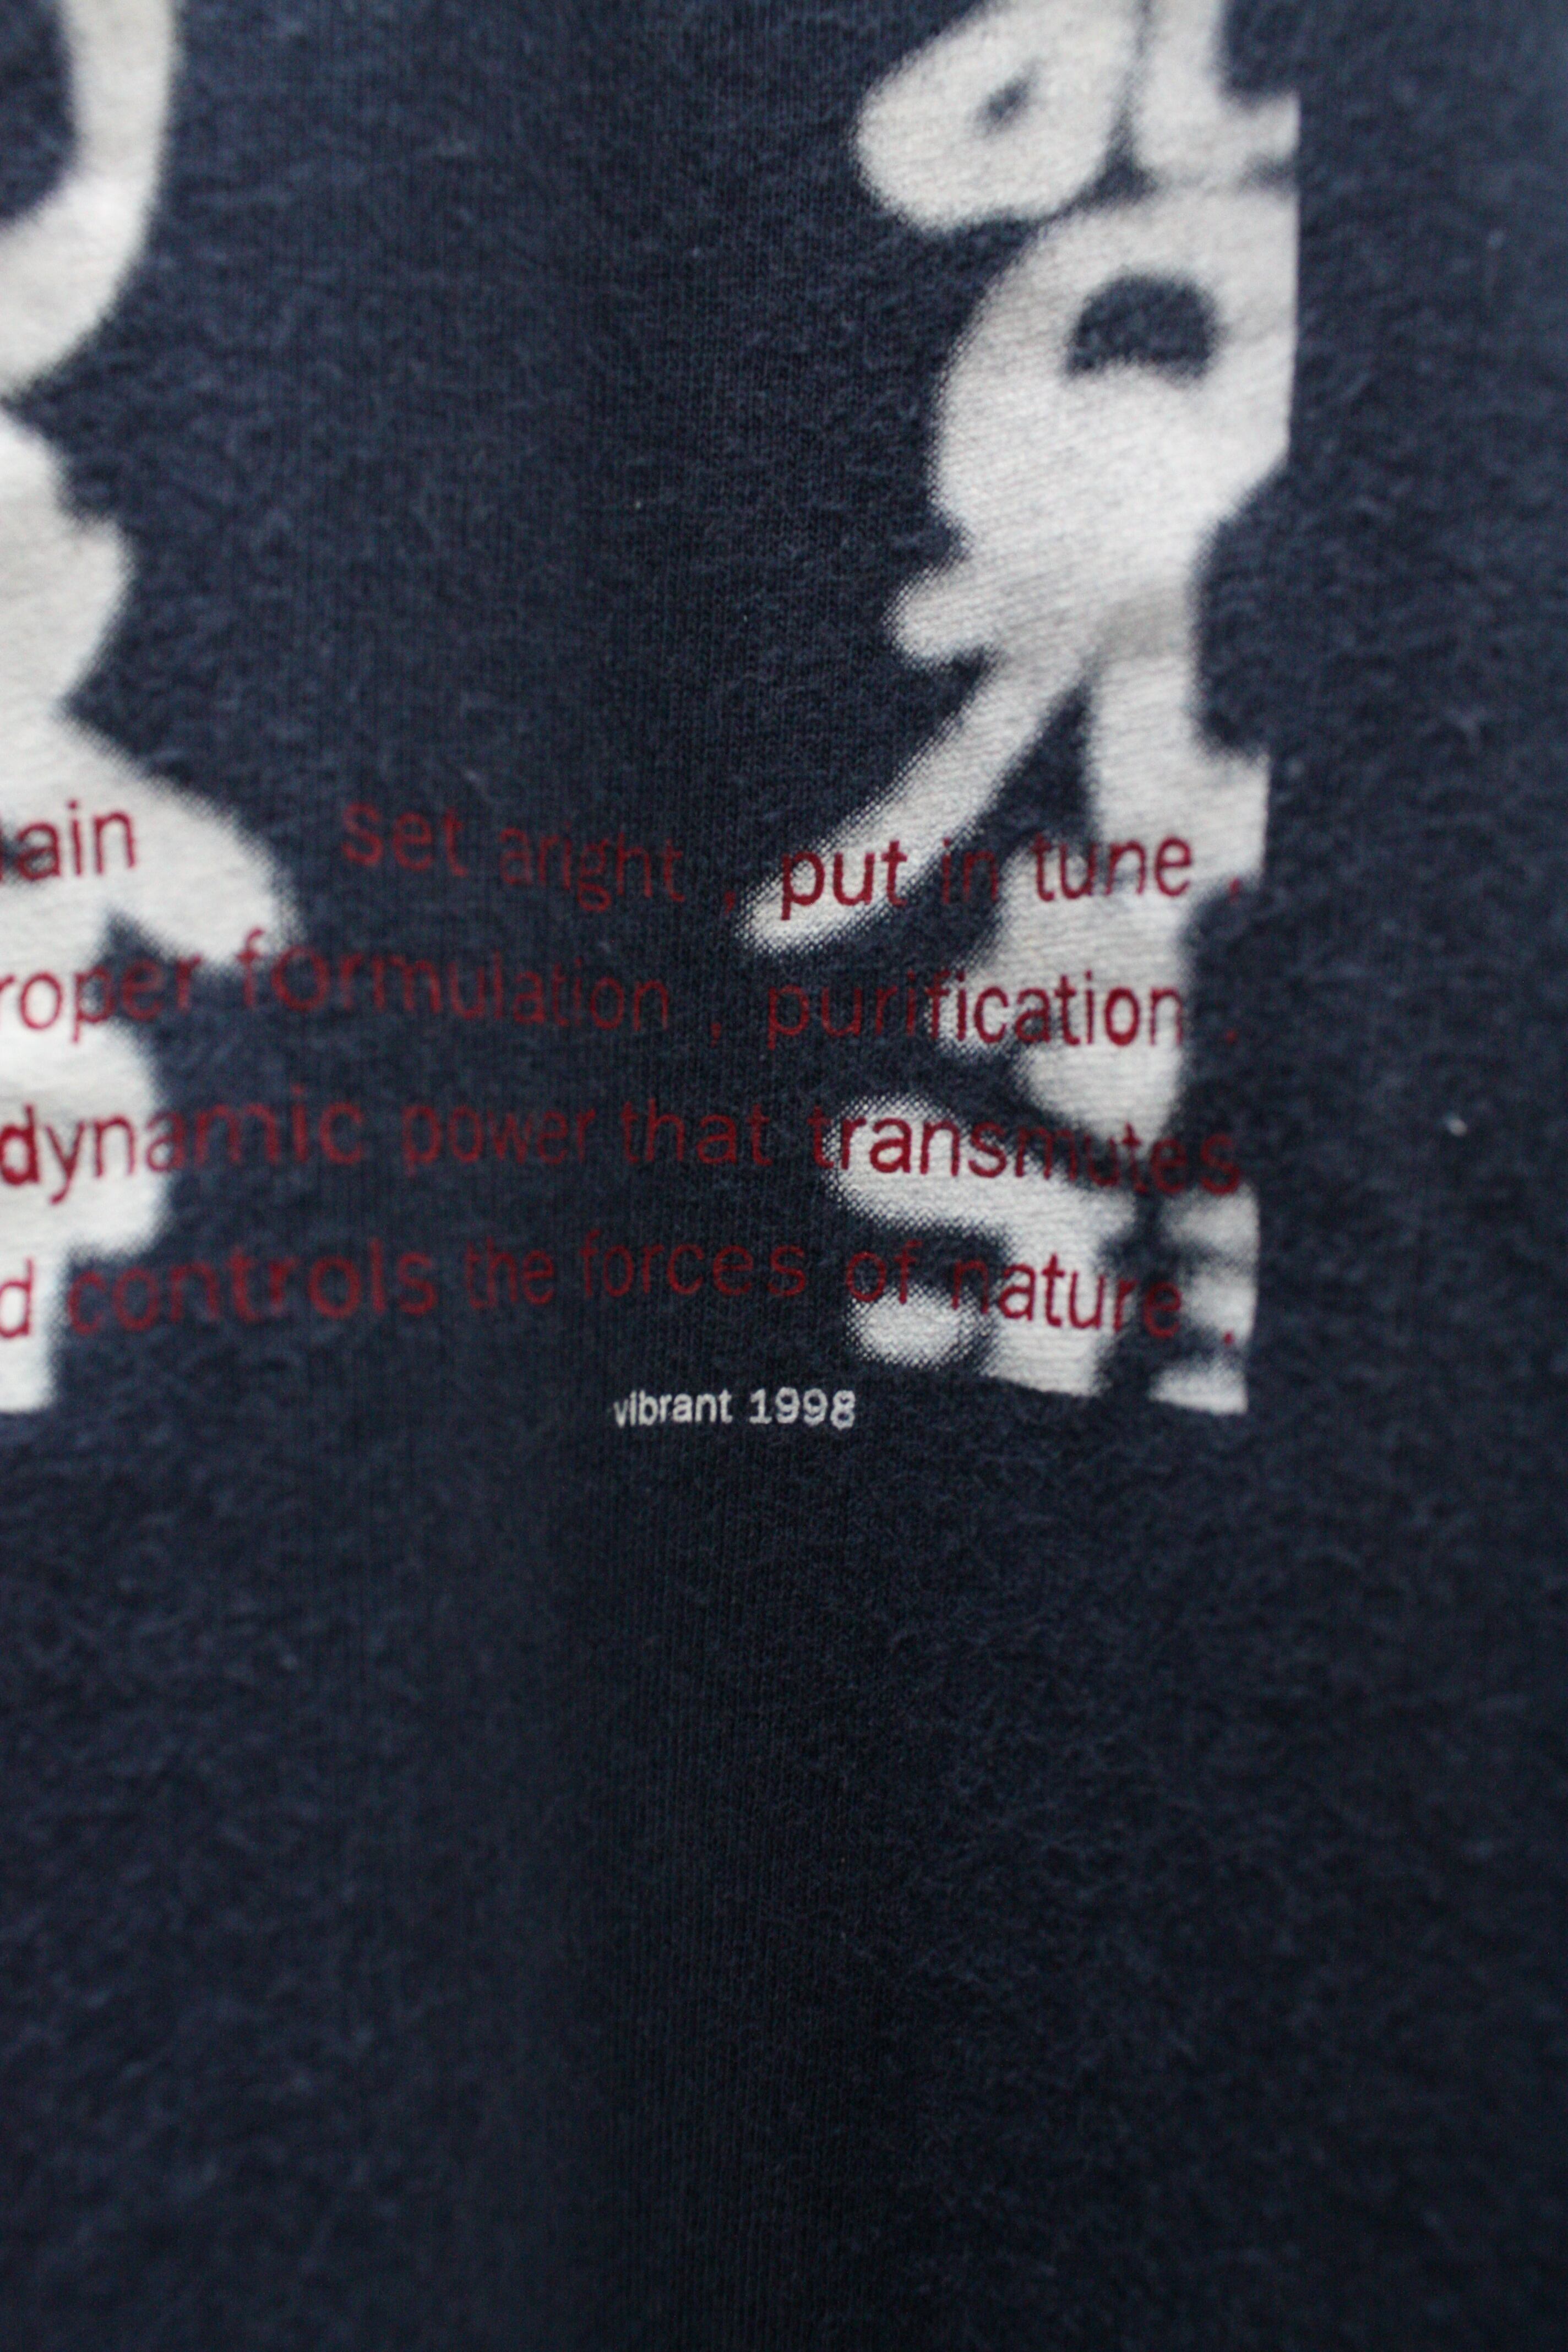 lain set aright , put in tune .
roper formulation , purification .
dynamic power that transmutes
d controls the forces of nature .
vibrant 1998